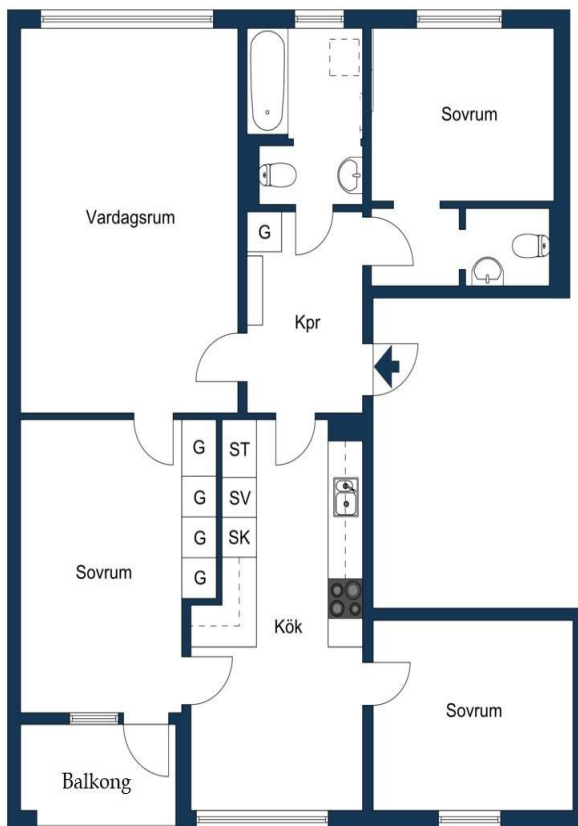 Sovrum
Vardagsrum
G
Kpr
G ST
G SV
G SK
G
Sovrum
Kök
Sovrum
Balkong